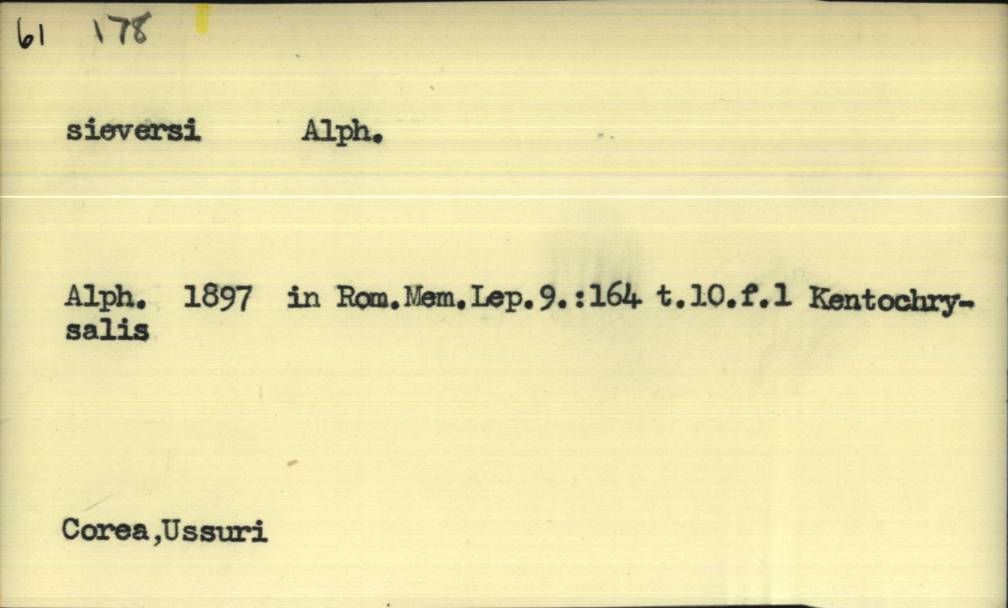 61 178
sieversi Alph.
Alph. 1897 in Rom.Mem.Lep.9.:164 t.10.f.1 Kentochry-
salis
Corea,Ussuri